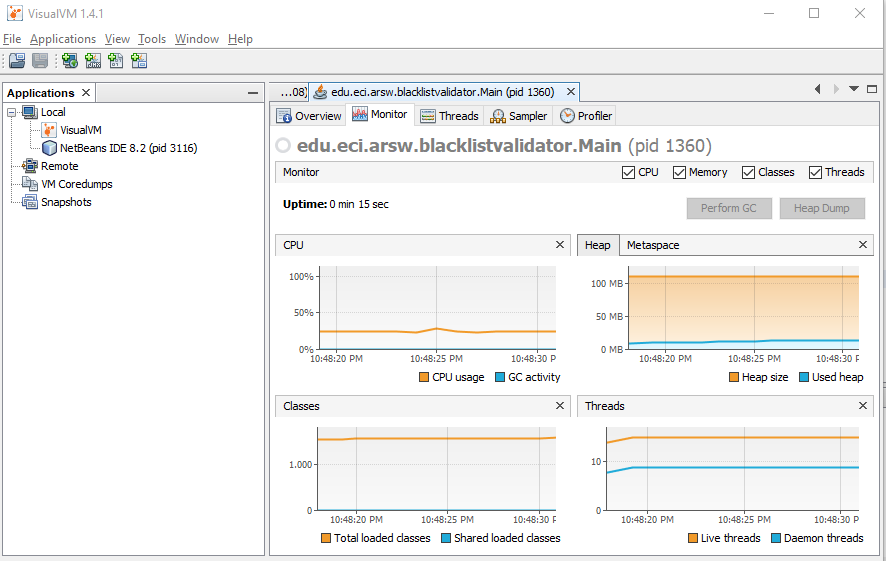 VisualVM 1.4.1
File Applications View Tools Window Help
Applications
Local
VisualVM
NetBeans IDE 8.2 (pid 3116)
Remote
VM Coredumps
Snapshots
...08) edu.eci.arsw.blacklistvalidator.Main (pid 1360)
Overview Monitor Threads Sampler Profiler
edu.eci.arsw.blacklistvalidator.Main (pid 1360)
Monitor CPU Memory Classes Threads
Uptime: 0 min 15 sec
Perform GC Heap Dump
CPU
100%
50%
0%
10:48:20 PM 10:48:25 PM 10:48:30 P
CPU usage GC activity
Heap Metaspace
100 MB
50 MB
0 MB
10:48:20 PM 10:48:25 PM 10:48:30 P
Heap size Used heap
Classes
1.000
0
10:48:20 PM 10:48:25 PM 10:48:30 P
Total loaded classes Shared loaded classes
Threads
10
0
10:48:20 PM 10:48:25 PM 10:48:30 P
Live threads Daemon threads